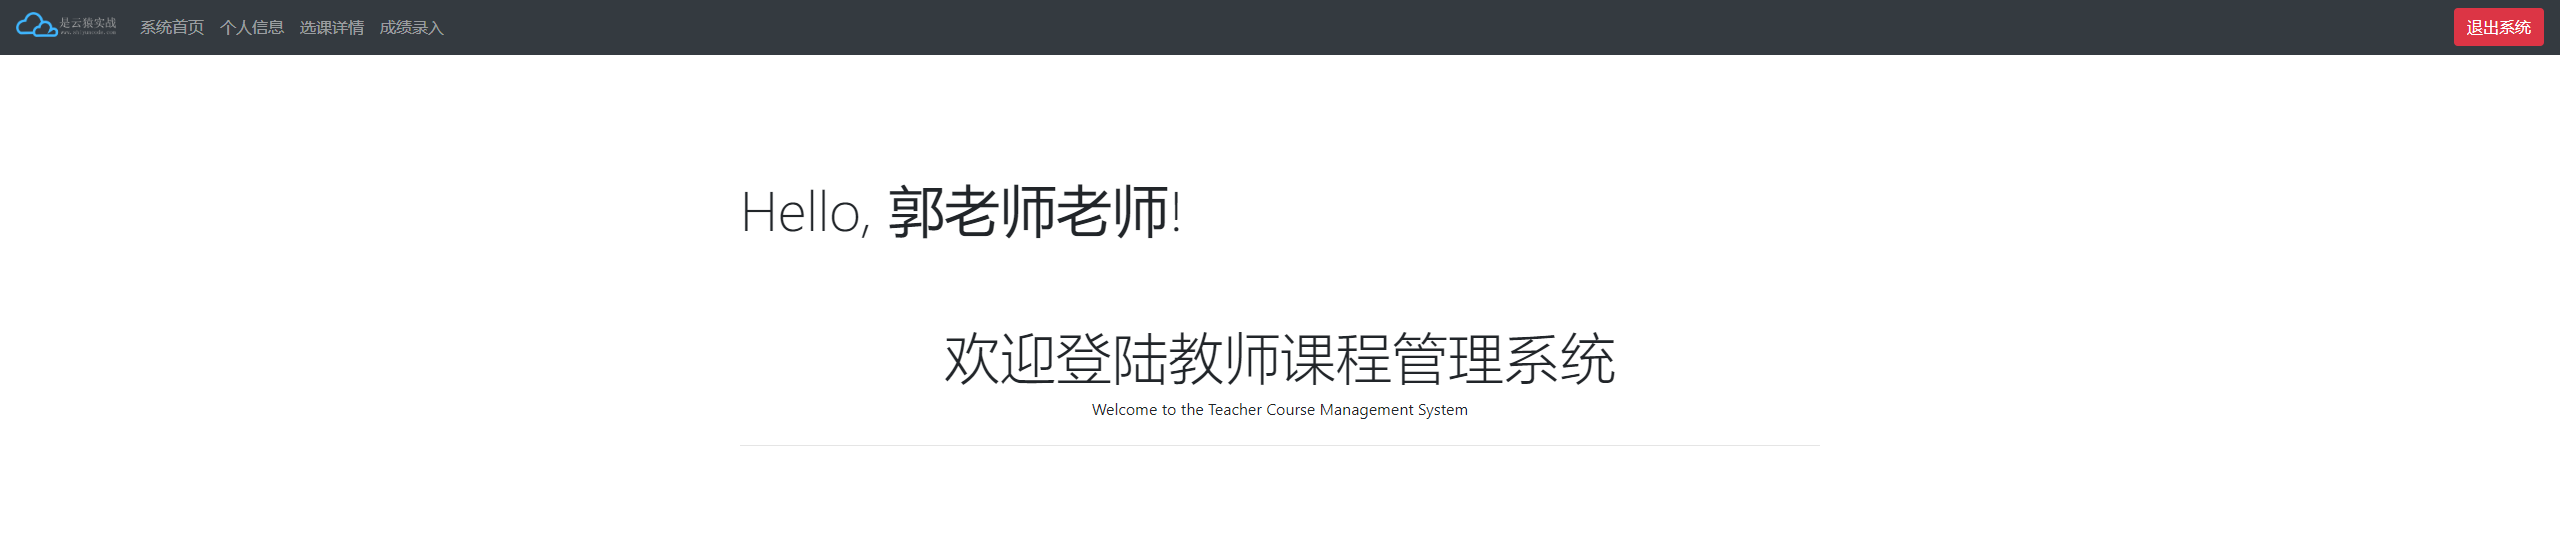 是云猿实战
系统首页 个人信息 选课详情 成绩录入 退出系统
Hello, 郭老师老师!
欢迎登陆教师课程管理系统
Welcome to the Teacher Course Management System